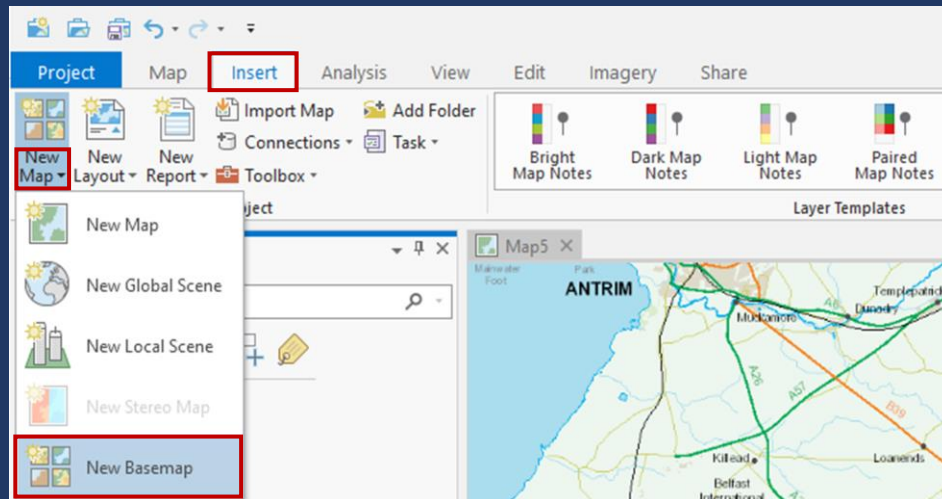 Project Map Insert Analysis View Edit Imagery Share
New Map
New Layout
New Report
Import Map
Connections
Toolbox
Add Folder
Task
Bright Map Notes
Dark Map Notes
Light Map Notes
Paired Map Notes
ject
Layer Templates
New Map
New Global Scene
New Local Scene
New Stereo Map
New Basemap
Map5
Park
Foot
ANTRIM
Muckamore
A6
Dunadry
Templepatrick
A26
A57
B39
Killead
Loanends
Belfast
International